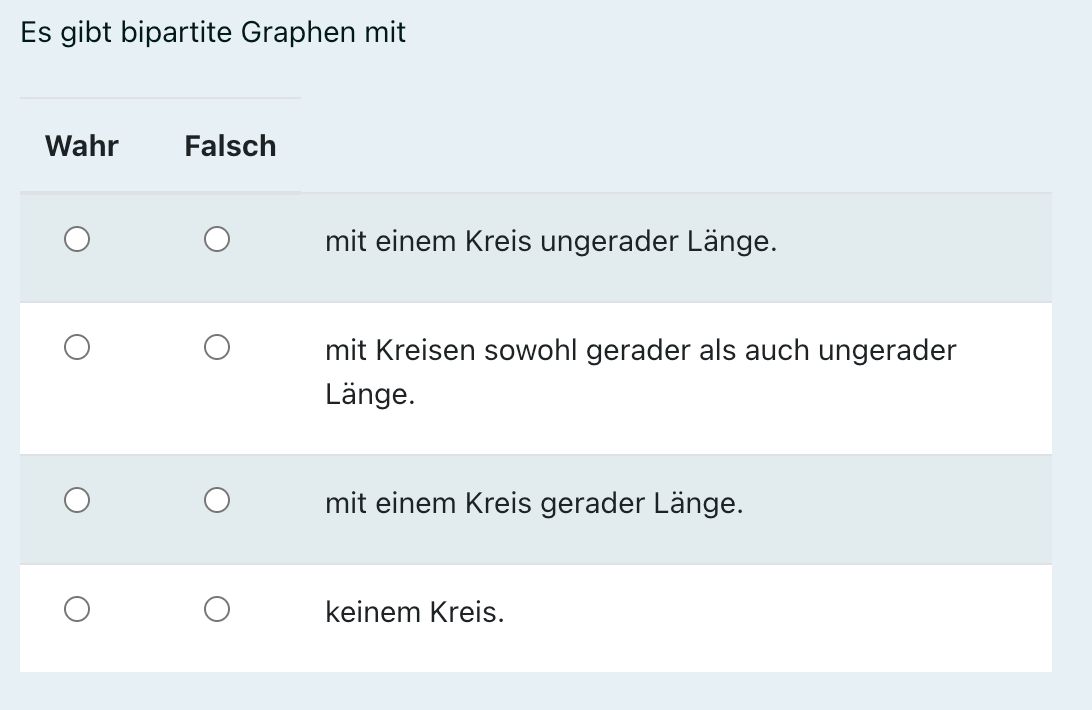 Es gibt bipartite Graphen mit
Wahr Falsch
mit einem Kreis ungerader Länge.
mit Kreisen sowohl gerader als auch ungerader
Länge.
mit einem Kreis gerader Länge.
keinem Kreis.